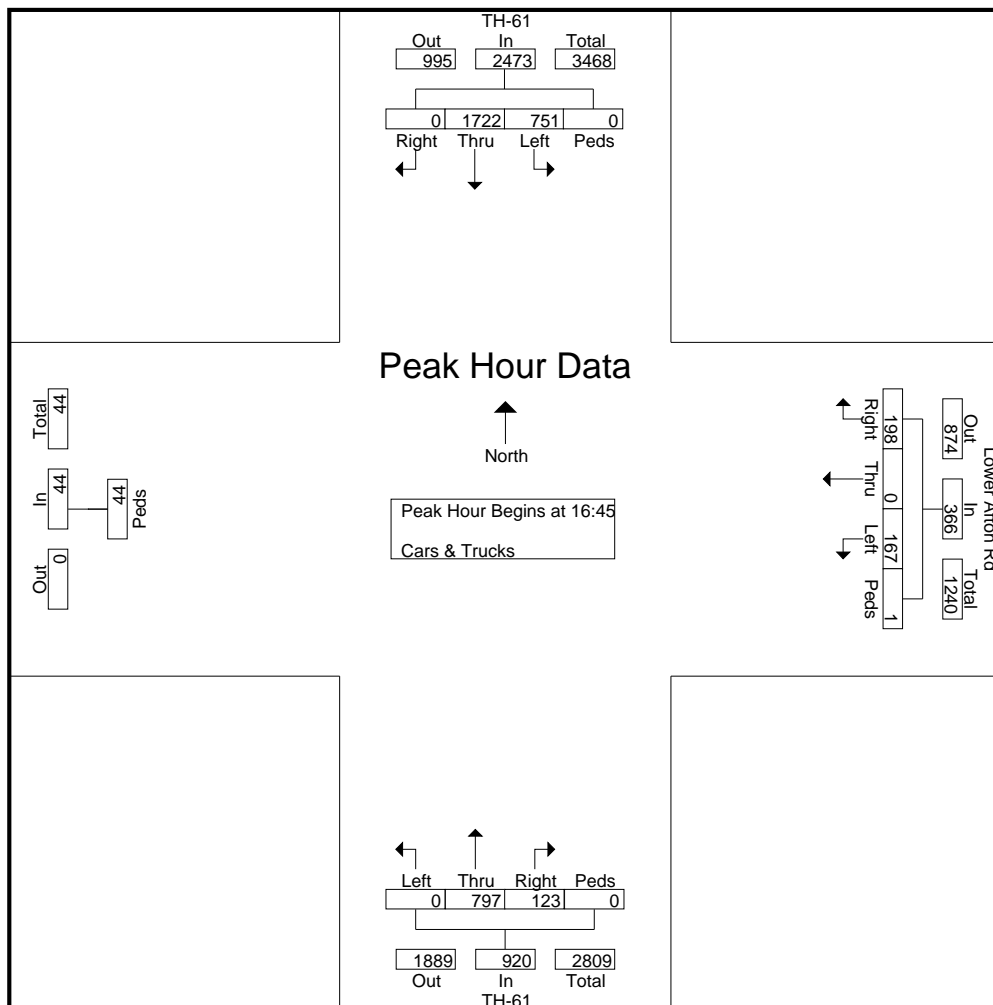 TH-61
Out In Total
995 2473 3468
0 1722 751 0
Right Thru Left Peds
Peak Hour Data
North
Peak Hour Begins at 16:45
Cars & Trucks
Total 44
In 44
Out 0
44 Peds
Lower Afton Rd
Out In Total
874 366 1240
198 0 167 1
Right Thru Left Peds
Left Thru Right Peds
0 797 123 0
1889 920 2809
Out In Total
TH-61